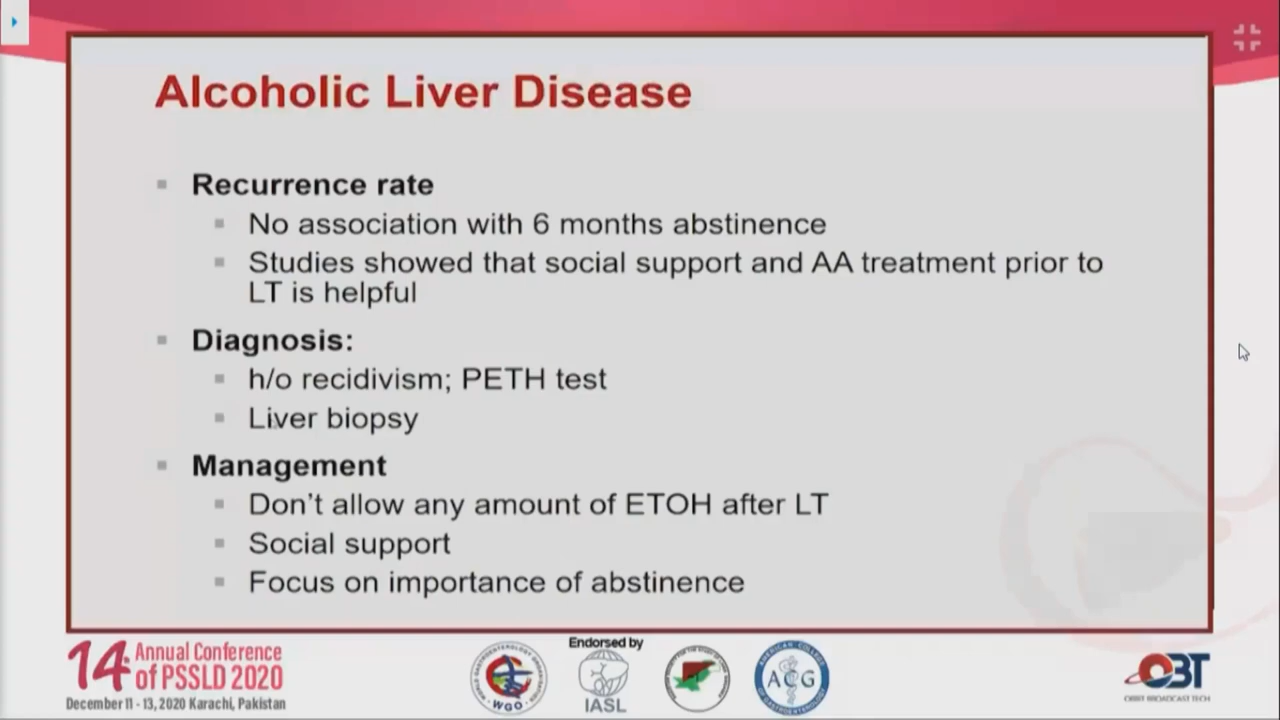 Alcoholic Liver Disease
Recurrence rate
No association with 6 months abstinence
Studies showed that social support and AA treatment prior to
LT is helpful
Diagnosis:
h/o recidivism; PETH test
Liver biopsy
Management
Don't allow any amount of ETOH after LT
Social support
Focus on importance of abstinence
14th Annual Conference
of PSSLD 2020
December 11 - 13, 2020 Karachi, Pakistan
Endorsed by
WGO
IASL
ACG
OBT
ORBIT BROADCAST TECH